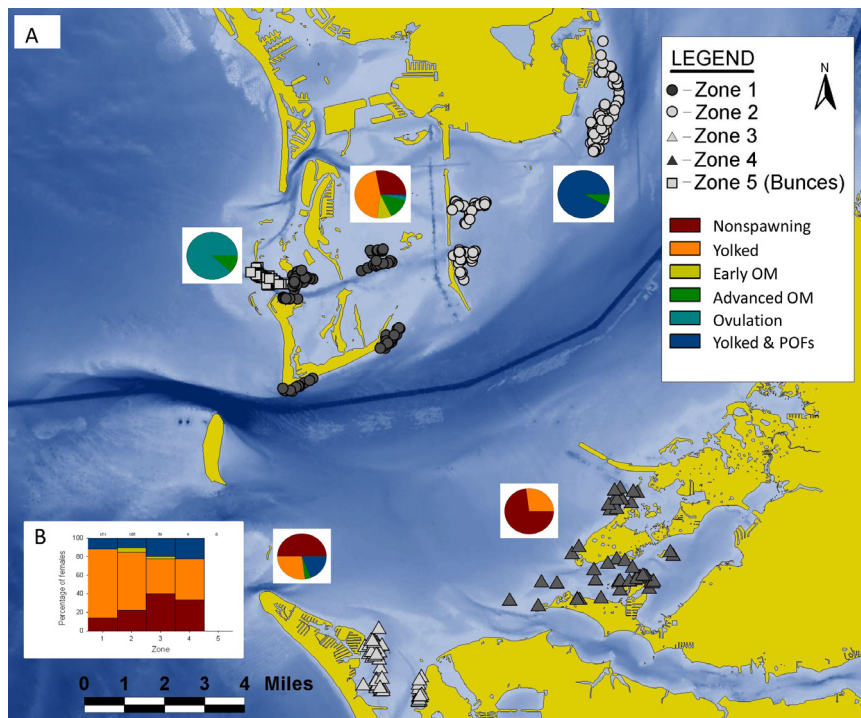 A
LEGEND
N
- Zone 1
- Zone 2
- Zone 3
- Zone 4
- Zone 5 (Bunces)
Nonspawning
Yolked
Early OM
Advanced OM
Ovulation
Yolked & POFs
B
100
80
60
40
20
0
Percentage of females
1 2 3 4 5
Zone
0 1 2 3 4 Miles